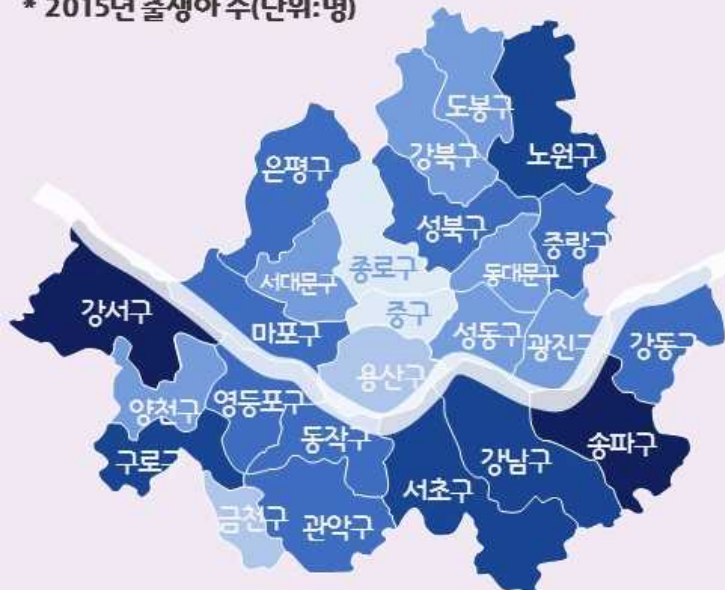 * 2015년 출생아 수(단위:명)
도봉구
강북구
노원구
은평구
성북구
중랑구
종로구
동대문구
서대문구
강서구
중구
마포구
성동구
광진구
강동구
용산구
양천구
영등포구
동작구
송파구
구로구
강남구
서초구
금천구
관악구